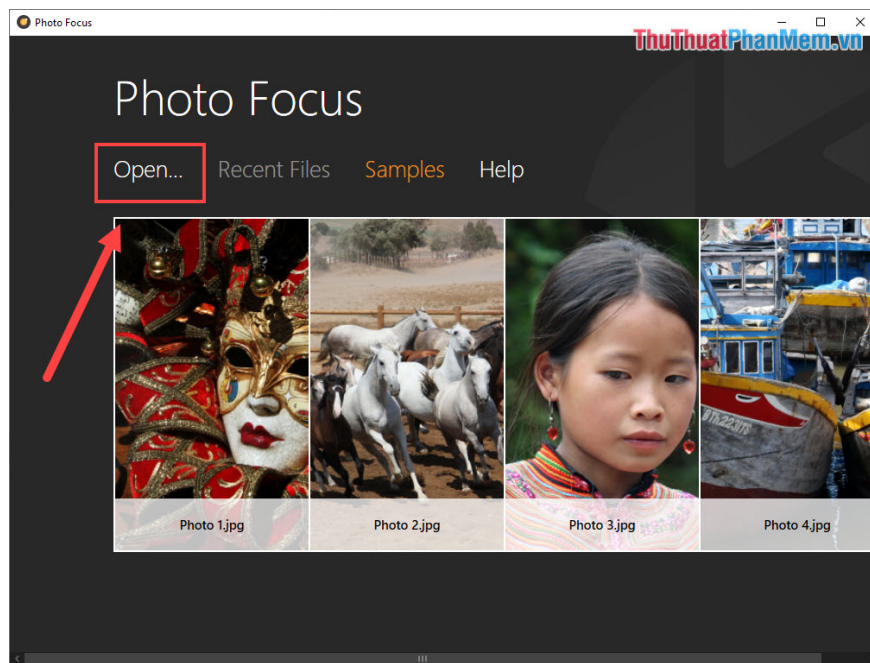 Photo Focus
ThuThuatPhanMem.vn
Photo Focus
Open... Recent Files Samples Help
Photo 1.jpg Photo 2.jpg Photo 3.jpg Photo 4.jpg